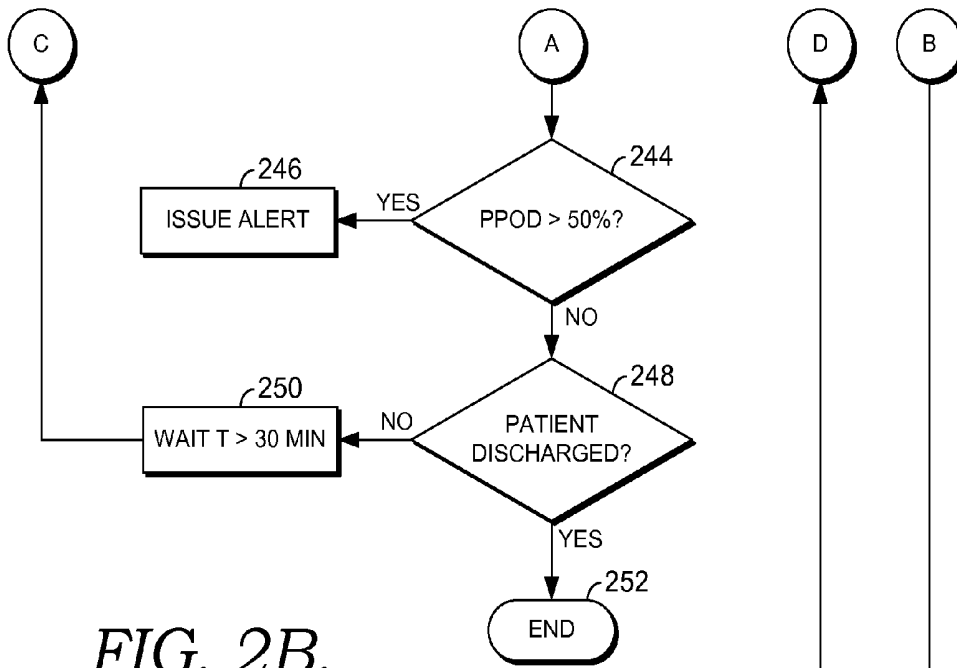 C
A
D
B
244
246
YES
ISSUE ALERT
PPOD > 50%?
NO
248
250
NO
WAIT T > 30 MIN
PATIENT
DISCHARGED?
YES
252
END
FIG. 2B.